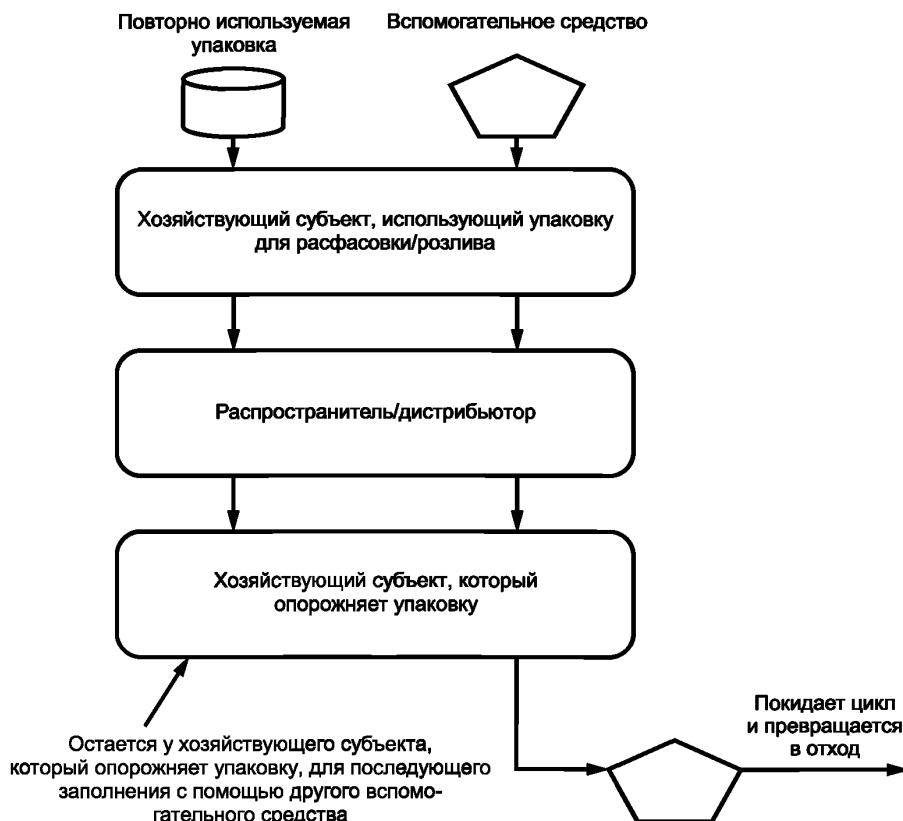 Повторно используемая
упаковка
Вспомогательное средство
Хозяйствующий субъект, использующий упаковку
для расфасовки/розлива
Распространитель/дистрибьютор
Хозяйствующий субъект, который
опорожняет упаковку
Покидает цикл
и превращается
в отход
Остается у хозяйствующего субъекта,
который опорожняет упаковку, для последующего
заполнения с помощью другого вспомо-
гательного средства